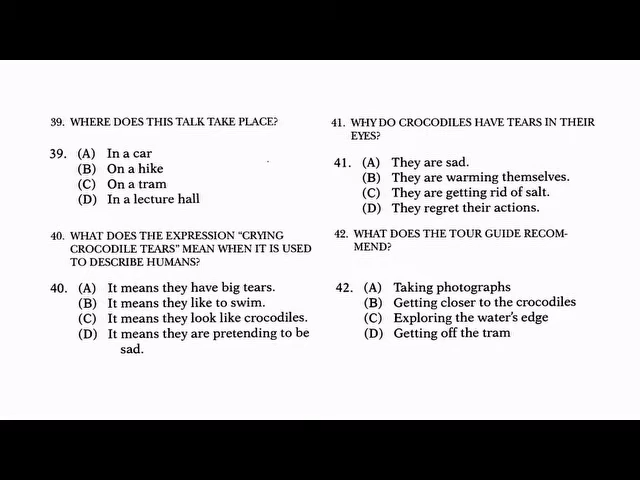 39. WHERE DOES THIS TALK TAKE PLACE?
39. (A) In a car
(B) On a hike
(C) On a tram
(D) In a lecture hall
40. WHAT DOES THE EXPRESSION “CRYING
CROCODILE TEARS” MEAN WHEN IT IS USED
TO DESCRIBE HUMANS?
40. (A) It means they have big tears.
(B) It means they like to swim.
(C) It means they look like crocodiles.
(D) It means they are pretending to be
sad.
41. WHY DO CROCODILES HAVE TEARS IN THEIR
EYES?
41. (A) They are sad.
(B) They are warming themselves.
(C) They are getting rid of salt.
(D) They regret their actions.
42. WHAT DOES THE TOUR GUIDE RECOM-
MEND?
42. (A) Taking photographs
(B) Getting closer to the crocodiles
(C) Exploring the water’s edge
(D) Getting off the tram